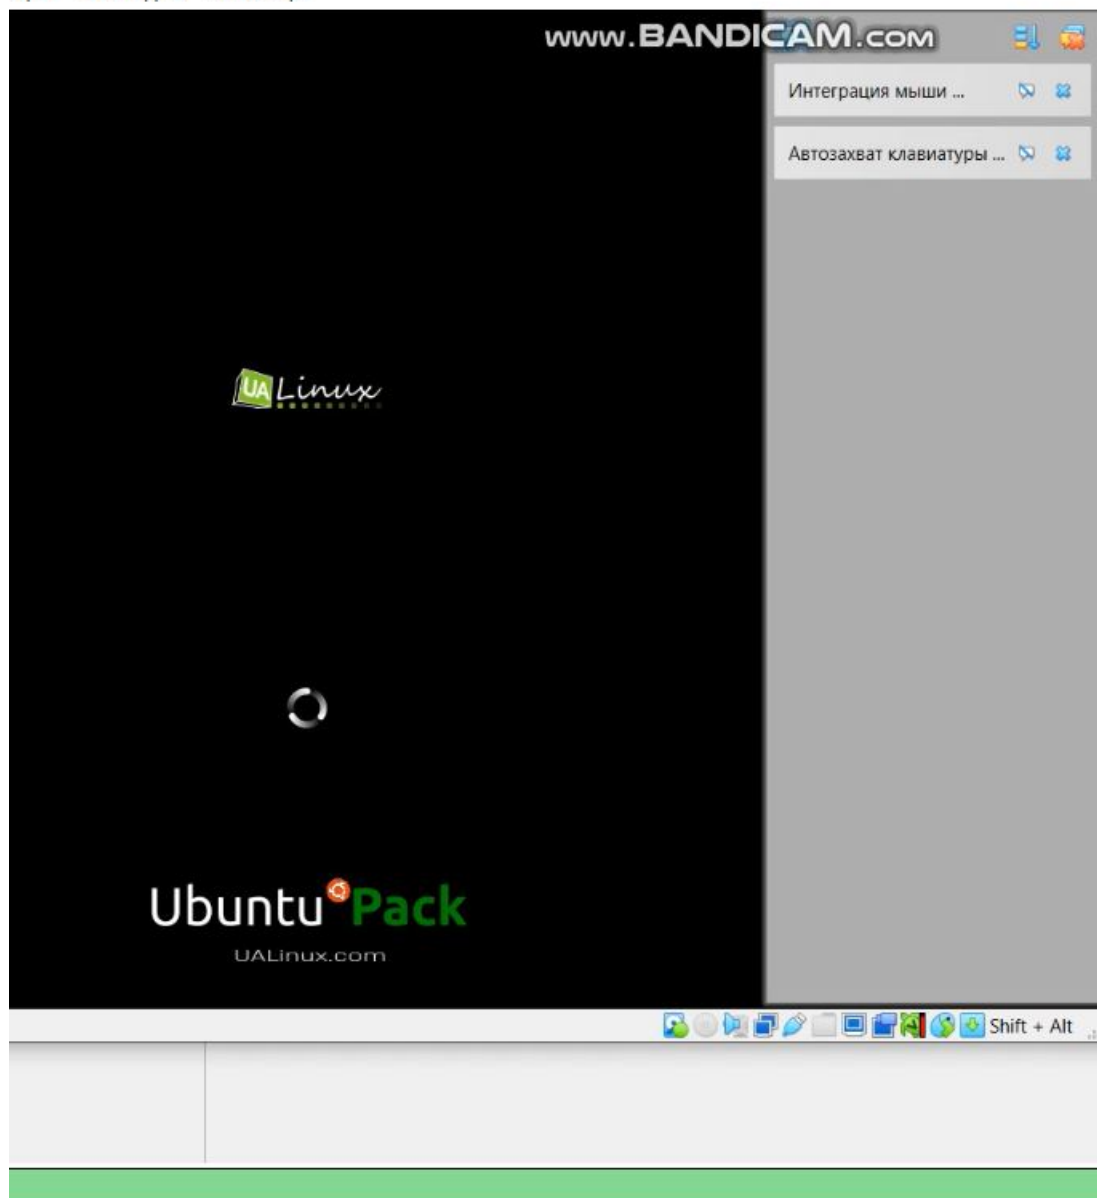 www.BANDICAM.com
Интеграция мыши ...
Автозахват клавиатуры ...
UA Linux
Ubuntu Pack
UALinux.com
Shift + Alt